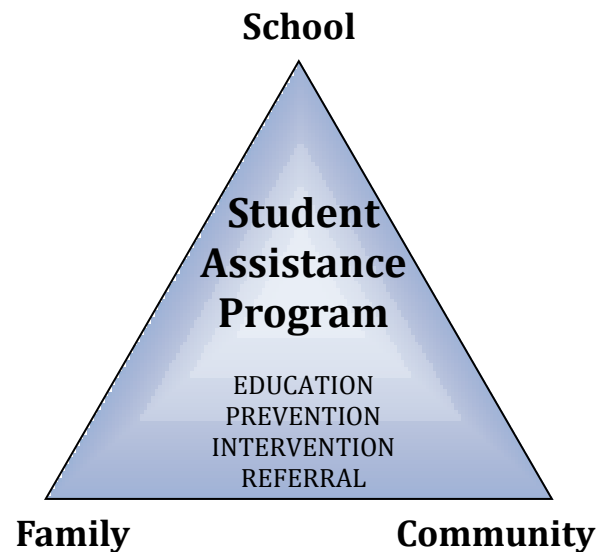 School
Student
Assistance
Program
EDUCATION
PREVENTION
INTERVENTION
REFERRAL
Family
Community